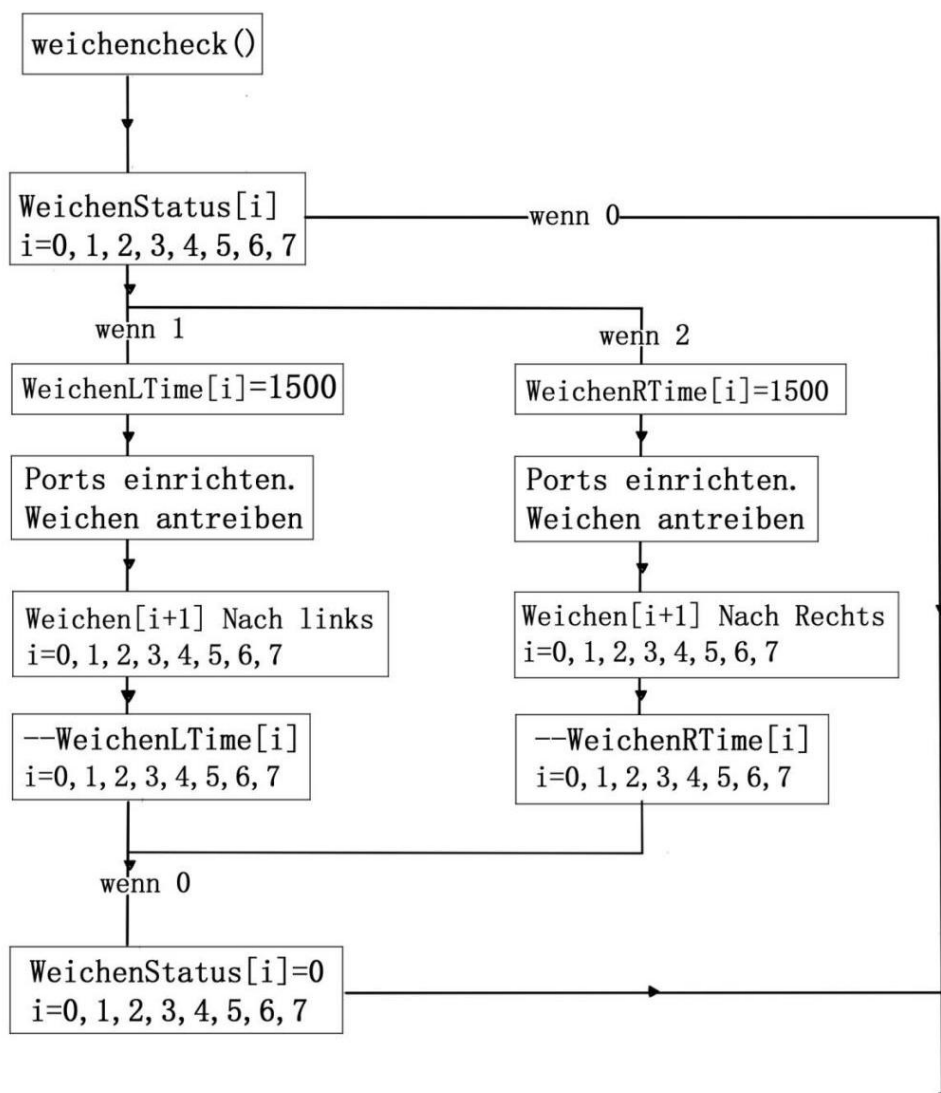 weichencheck()
WeichenStatus[i]
i=0,1,2,3,4,5,6,7
wenn 0
wenn 1
wenn 2
WeichenLTime[i]=1500
WeichenRTime[i]=1500
Ports einrichten.
Weichen antreiben
Ports einrichten.
Weichen antreiben
Weichen[i+1] Nach links
i=0,1,2,3,4,5,6,7
Weichen[i+1] Nach Rechts
i=0,1,2,3,4,5,6,7
--WeichenLTime[i]
i=0,1,2,3,4,5,6,7
--WeichenRTime[i]
i=0,1,2,3,4,5,6,7
wenn 0
WeichenStatus[i]=0
i=0,1,2,3,4,5,6,7